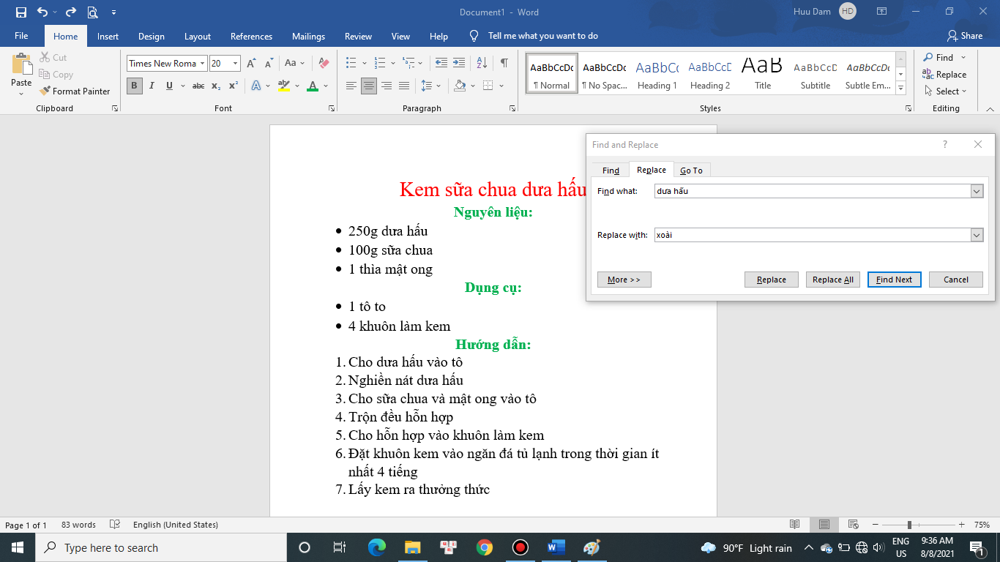 Document1 - Word
Huu Dam HD
File Home Insert Design Layout References Mailings Review View Help Tell me what you want to do Share
Cut
Copy
Paste
Format Painter
Clipboard
Times New Roma 20 Aa
B I U abc x₂ x² A ab A
Font
Paragraph
AaBbCcDc AaBbCcDc AaBbCc AaBbCcD AaB AaBbCcD AaBbCcDc
¶ Normal ¶ No Spac... Heading 1 Heading 2 Title Subtitle Subtle Em...
Styles
Find
Replace
Select
Editing
Kem sữa chua dưa hấu
Nguyên liệu:
• 250g dưa hấu
• 100g sữa chua
• 1 thìa mật ong
Dụng cụ:
• 1 tô to
• 4 khuôn làm kem
Hướng dẫn:
1. Cho dưa hấu vào tô
2. Nghiền nát dưa hấu
3. Cho sữa chua và mật ong vào tô
4. Trộn đều hỗn hợp
5. Cho hỗn hợp vào khuôn làm kem
6. Đặt khuôn kem vào ngăn đá tủ lạnh trong thời gian ít
nhất 4 tiếng
7. Lấy kem ra thưởng thức
Find and Replace ?
Find Replace Go To
Find what: dưa hấu
Replace with: xoài
More >> Replace Replace All Find Next Cancel
Page 1 of 1 83 words English (United States) 75%
Type here to search
90°F Light rain
ENG
US
9:36 AM
8/8/2021
1